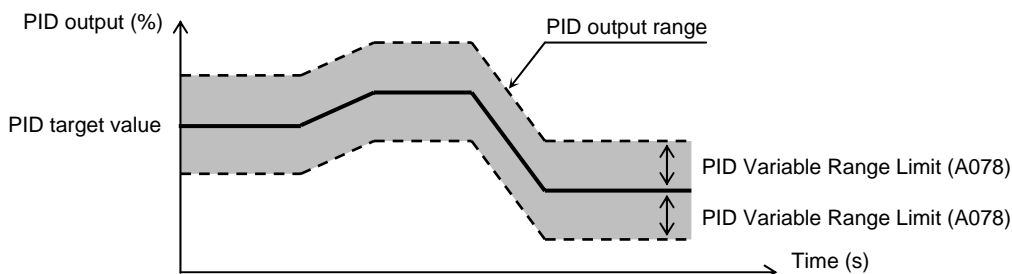 PID output (%)
PID output range
PID target value
PID Variable Range Limit (A078)
PID Variable Range Limit (A078)
Time (s)